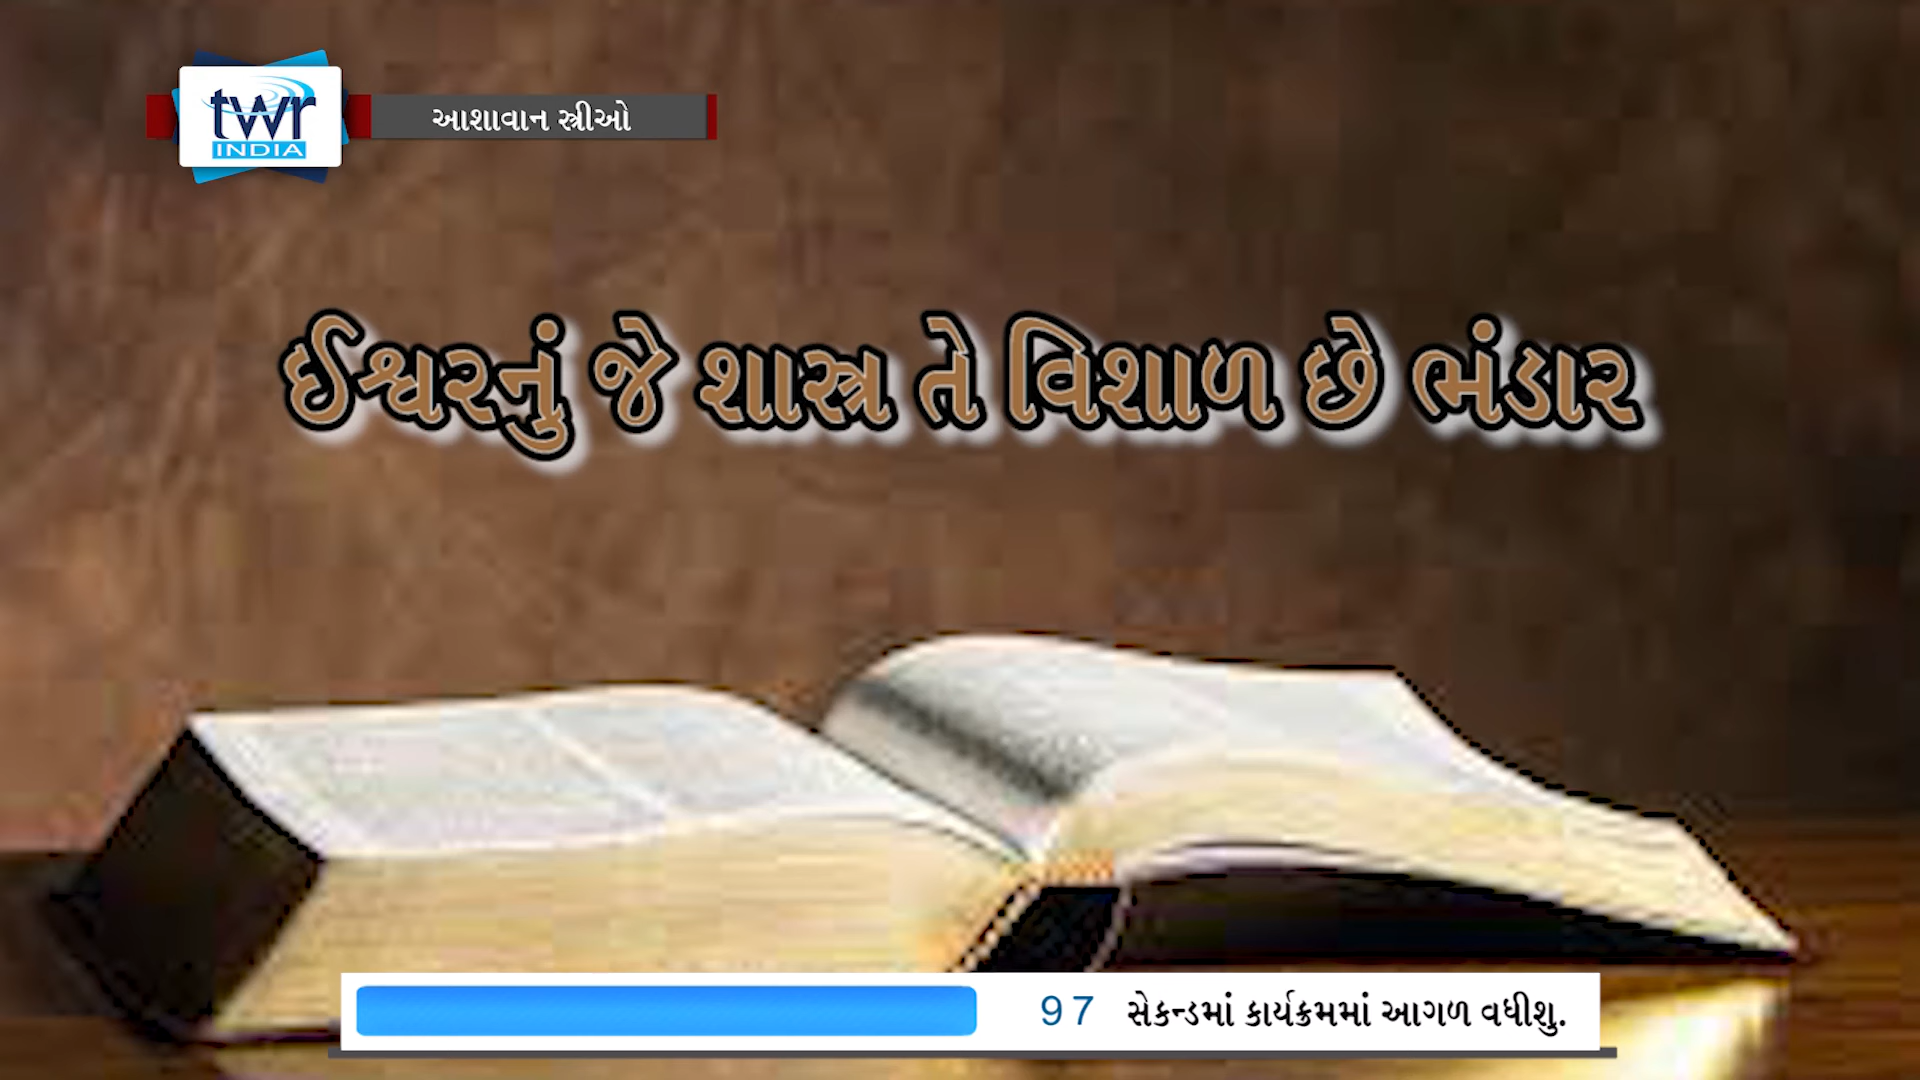 twr
INDIA
આશાવાન સ્ત્રીઓ
ઈશ્વરનું જે શાસ્ત્ર તે વિશાળ છે ભંડાર
97 સેકન્ડમાં કાર્યક્રમમાં આગળ વધીશુ.